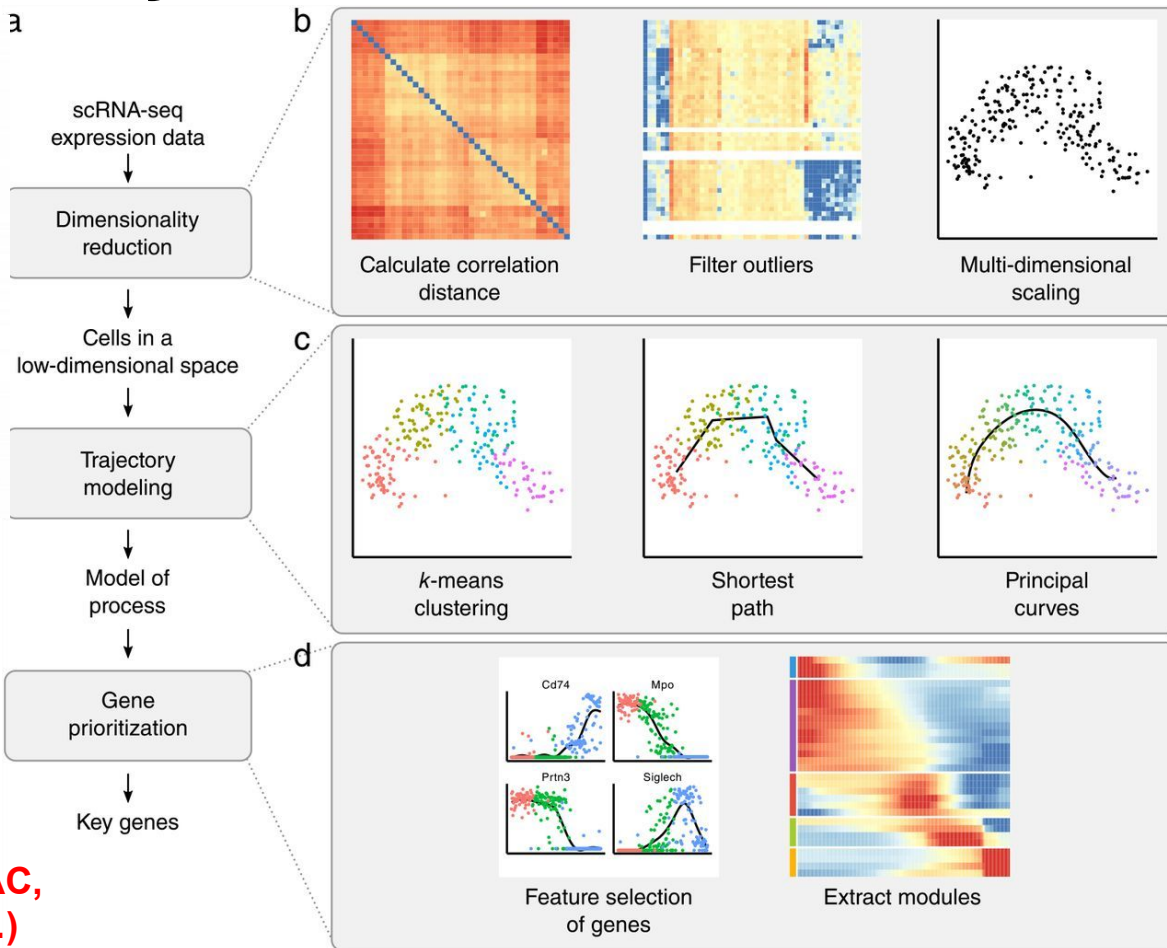 a
scRNA-seq
expression data
Dimensionality
reduction
Cells in a
low-dimensional space
Trajectory
modeling
Model of
process
Gene
prioritization
Key genes
AC,
.)
b
Calculate correlation
distance
Filter outliers
Multi-dimensional
scaling
c
k-means
clustering
Shortest
path
Principal
curves
d
Cd74
Mpo
Prtn3
Siglech
Feature selection
of genes
Extract modules